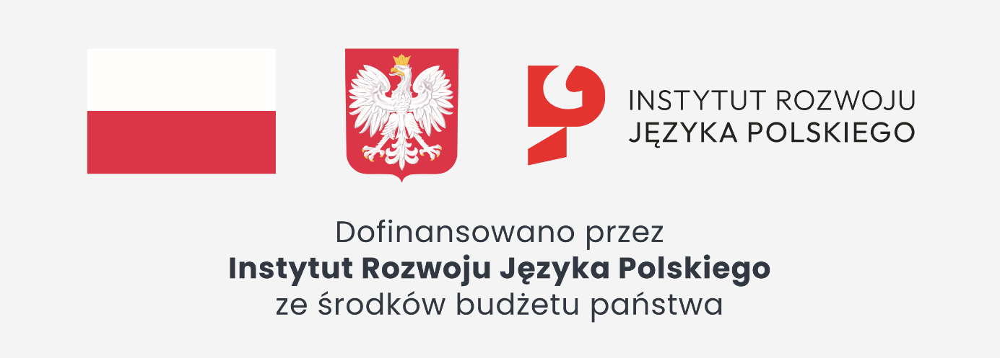 INSTYTUT ROZWOJU
JĘZYKA POLSKIEGO
Dofinansowano przez
Instytut Rozwoju Języka Polskiego
ze środków budżetu państwa